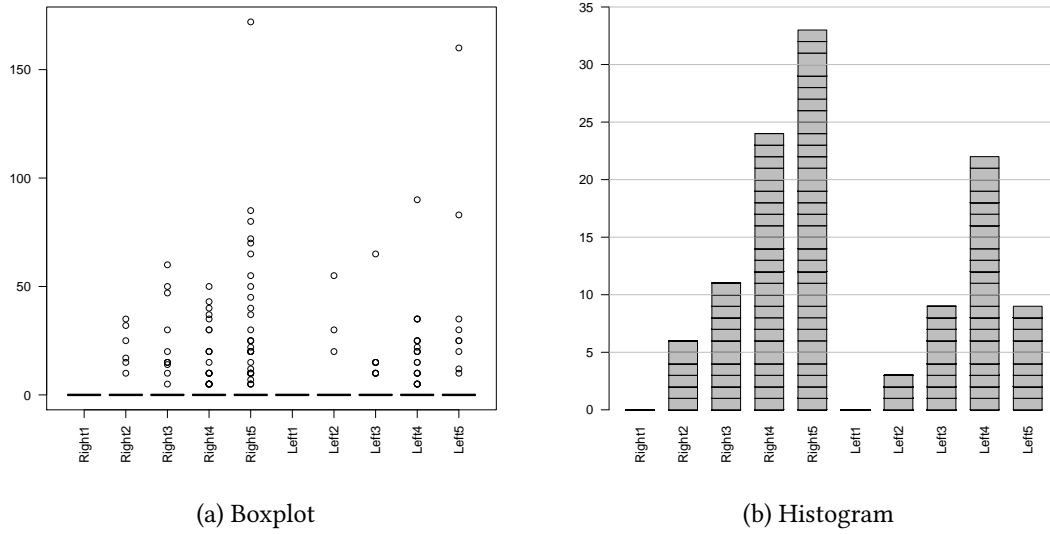 150
100
50
0
Right1
Right2
Right3
Right4
Right5
Left1
Left2
Left3
Left4
Left5
(a) Boxplot
35
30
25
20
15
10
5
0
Right1
Right2
Right3
Right4
Right5
Left1
Left2
Left3
Left4
Left5
(b) Histogram